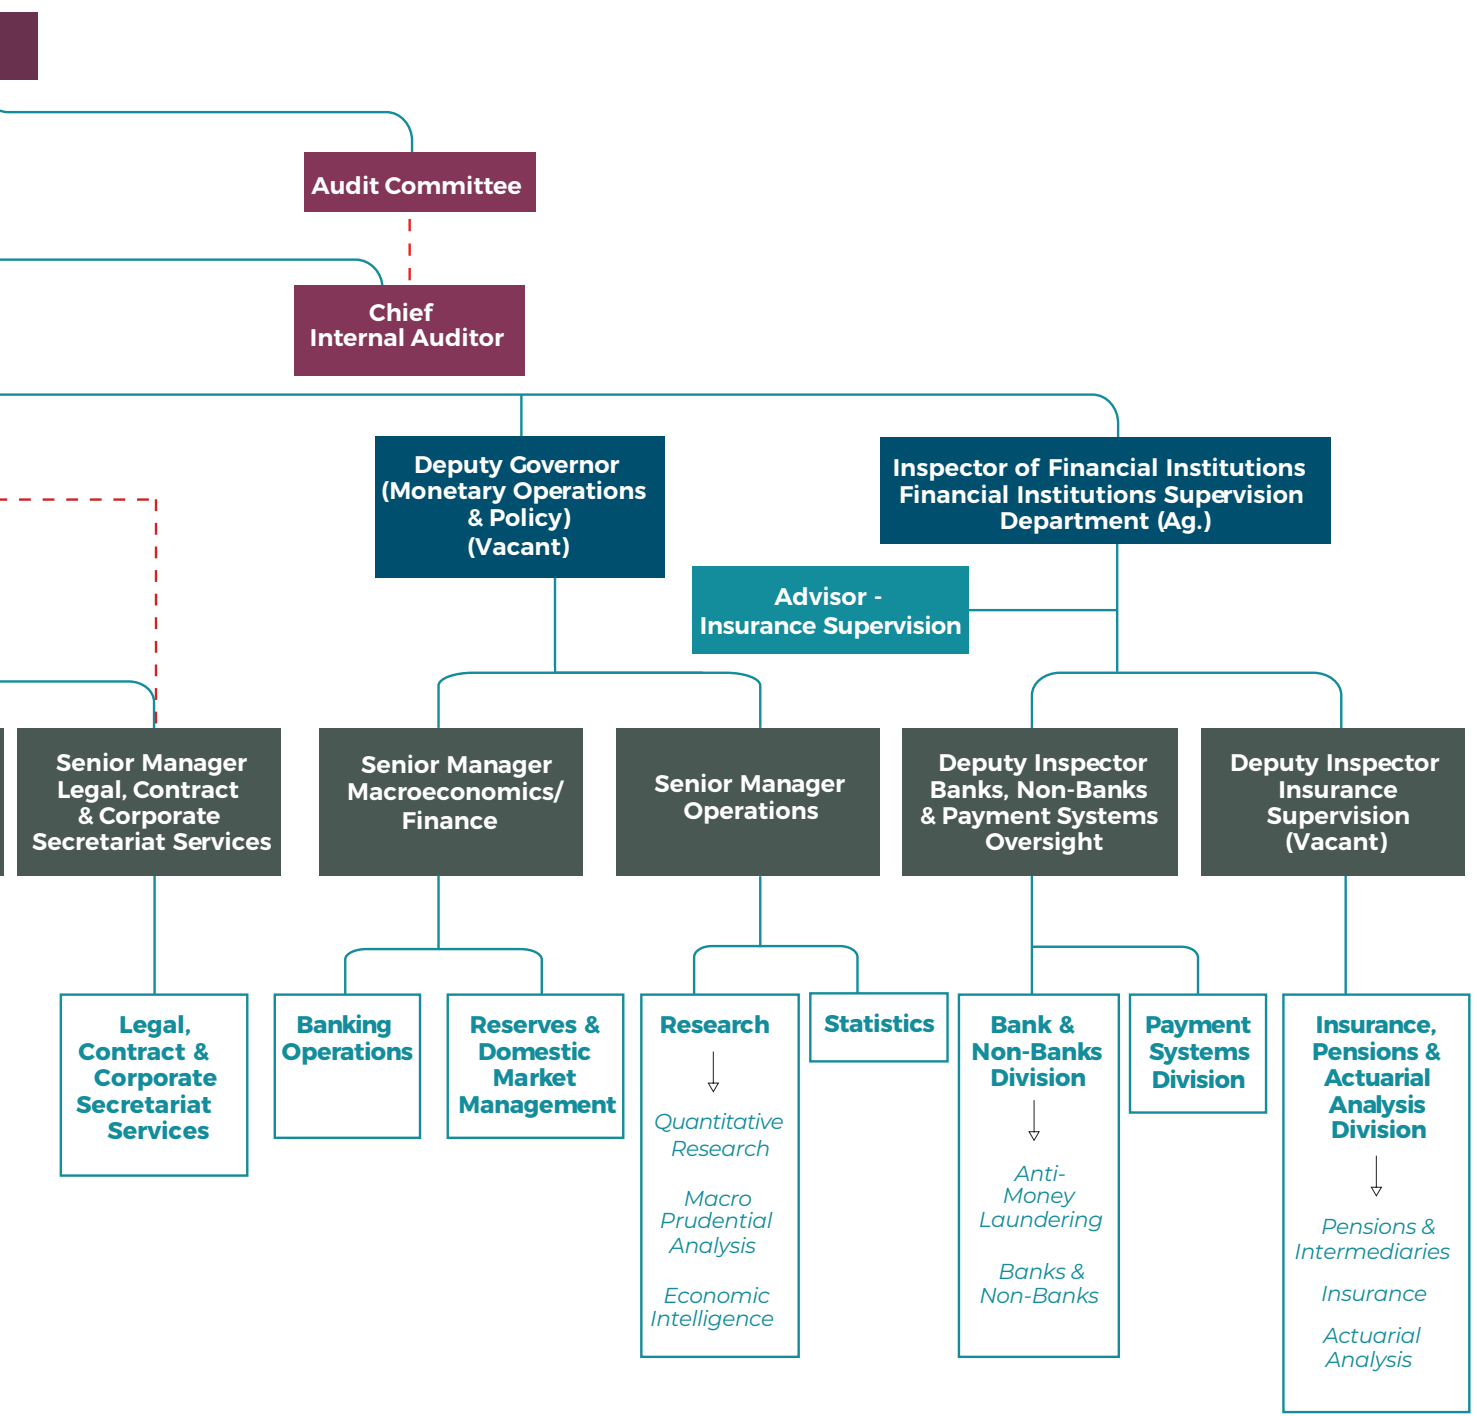 Audit Committee
Chief
Internal Auditor
Deputy Governor
(Monetary Operations
& Policy)
(Vacant)
Inspector of Financial Institutions
Financial Institutions Supervision
Department (Ag.)
Advisor -
Insurance Supervision
Senior Manager
Legal, Contract
& Corporate
Secretariat Services
Senior Manager
Macroeconomics/
Finance
Senior Manager
Operations
Deputy Inspector
Banks, Non-Banks
& Payment Systems
Oversight
Deputy Inspector
Insurance
Supervision
(Vacant)
Legal,
Contract &
Corporate
Secretariat
Services
Banking
Operations
Reserves &
Domestic
Market
Management
Research
Quantitative
Research
Macro
Prudential
Analysis
Economic
Intelligence
Statistics
Bank &
Non-Banks
Division
Anti-
Money
Laundering
Banks &
Non-Banks
Payment
Systems
Division
Insurance,
Pensions &
Actuarial
Analysis
Division
Pensions &
Intermediaries
Insurance
Actuarial
Analysis